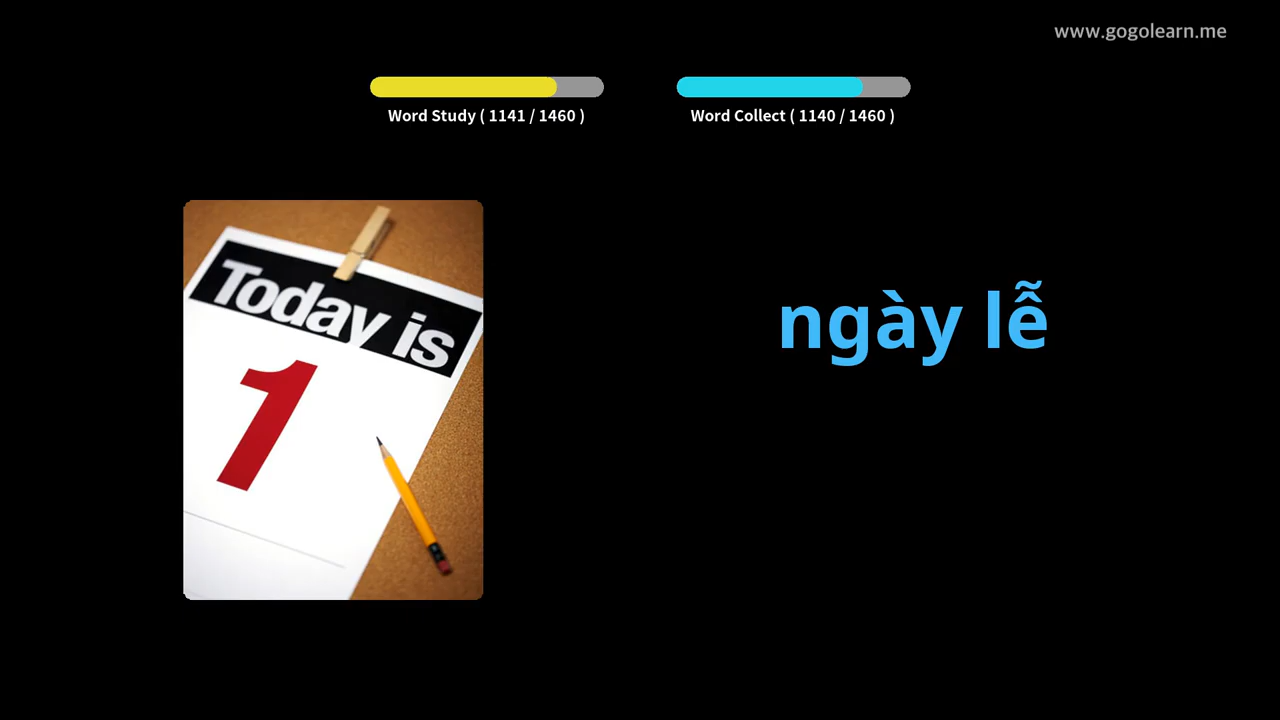 www.gogolearn.me
Word Study ( 1141 / 1460 )
Word Collect ( 1140 / 1460 )
Today is
1
ngày lễ